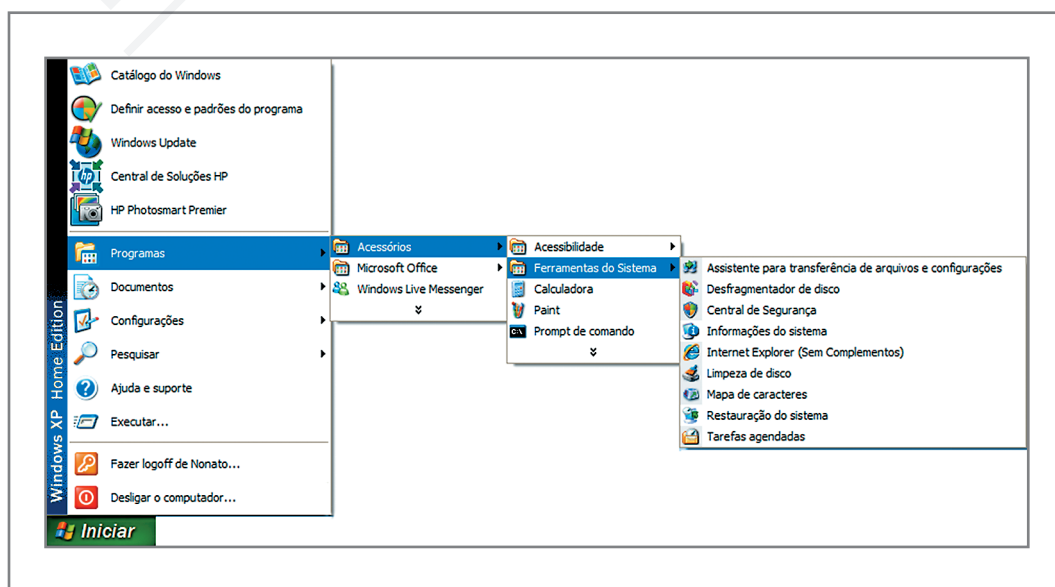 Catálogo do Windows
Definir acesso e padrões do programa
Windows Update
Central de Soluções HP
HP Photosmart Premier
Programas
Documentos
Configurações
Pesquisar
Ajuda e suporte
Executar...
Fazer logoff de Nonato...
Desligar o computador...
Windows XP Home Edition
Iniciar
Acessórios
Microsoft Office
Windows Live Messenger
Acessibilidade
Ferramentas do Sistema
Calculadora
Paint
Prompt de comando
Assistente para transferência de arquivos e configurações
Desfragmentador de disco
Central de Segurança
Informações do sistema
Internet Explorer (Sem Complementos)
Limpeza de disco
Mapa de caracteres
Restauração do sistema
Tarefas agendadas